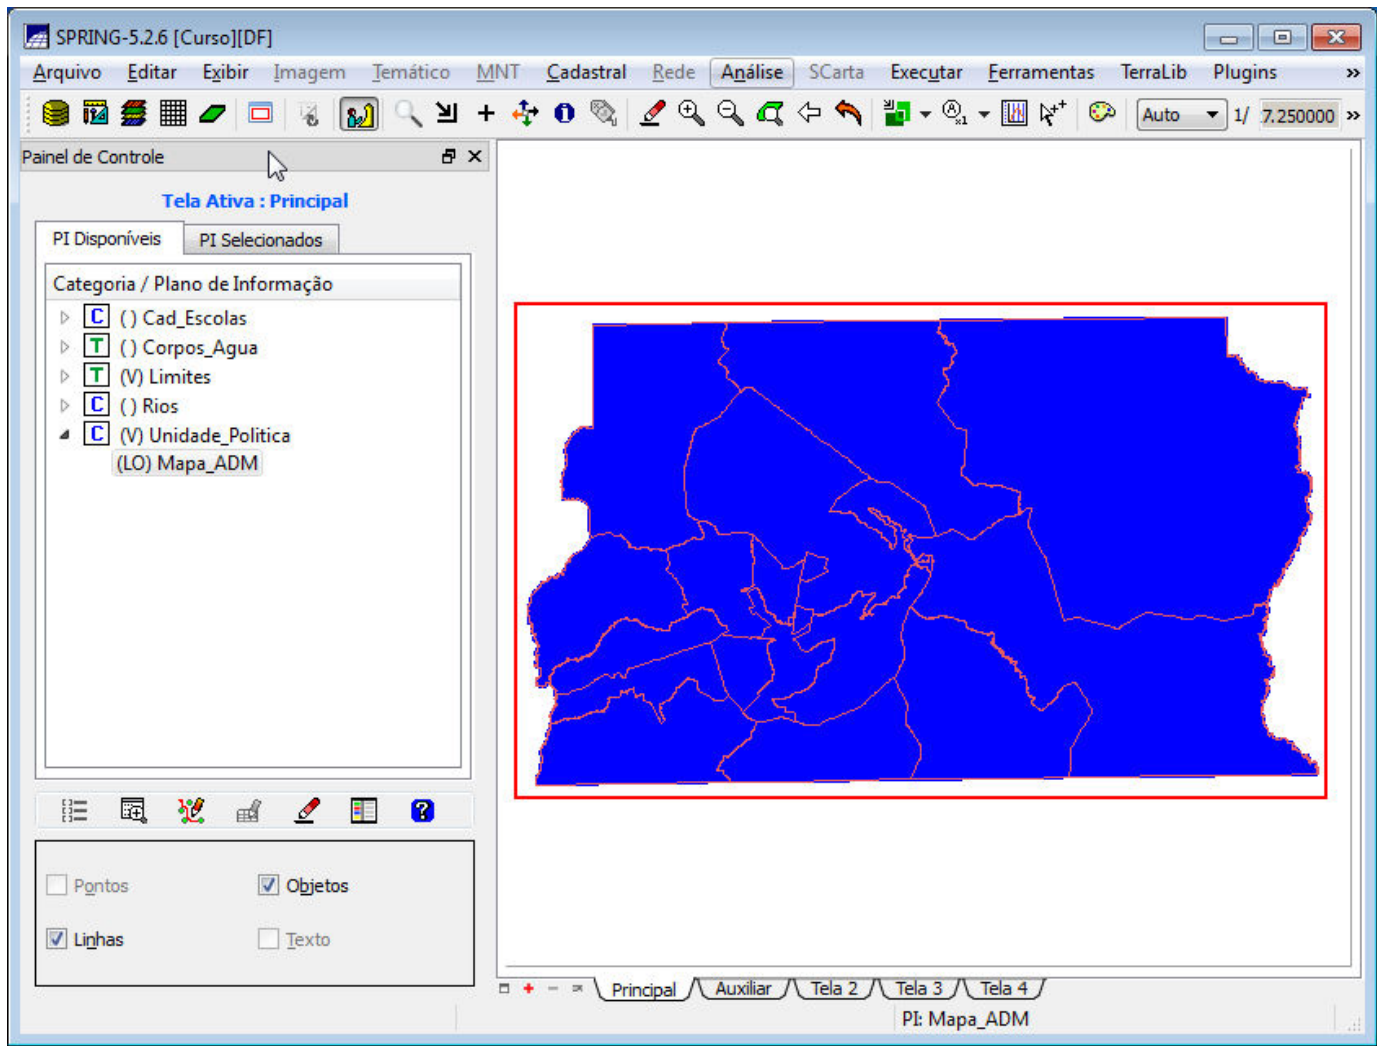 SPRING-5.2.6 [Curso][DF]
Arquivo Editar Exibir Imagem Temático MNT Cadastral Rede Análise SCarta Executar Ferramentas TerraLib Plugins »
Auto 1/ 7.250000 »
Painel de Controle
Tela Ativa : Principal
PI Disponíveis PI Selecionados
Categoria / Plano de Informação
C ( ) Cad_Escolas
T ( ) Corpos_Agua
T (V) Limites
C ( ) Rios
C (V) Unidade_Politica
(LO) Mapa_ADM
Pontos Objetos
Linhas Texto
Principal Auxiliar Tela 2 Tela 3 Tela 4
PI: Mapa_ADM